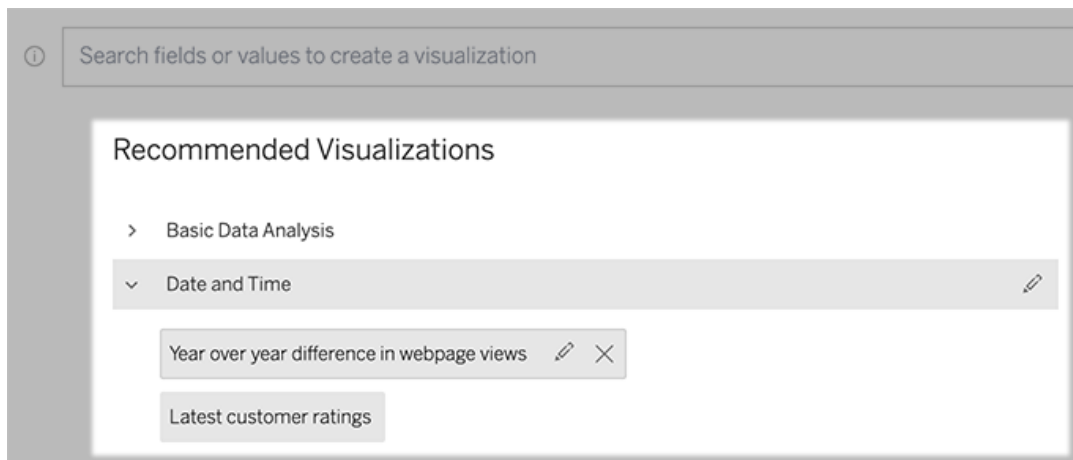 Search fields or values to create a visualization
Recommended Visualizations
Basic Data Analysis
Date and Time
Year over year difference in webpage views
Latest customer ratings